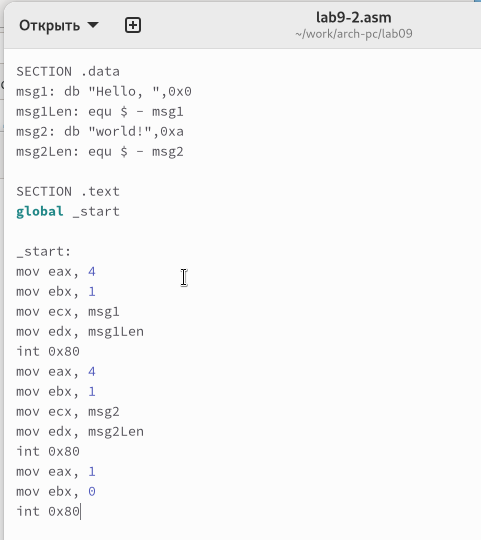 Открыть
lab9-2.asm
~/work/arch-pc/lab09
SECTION .data
msg1: db "Hello, ",0x0
msg1Len: equ $ - msg1
msg2: db "world!",0xa
msg2Len: equ $ - msg2
SECTION .text
global _start
_start:
mov eax, 4
mov ebx, 1
mov ecx, msg1
mov edx, msg1Len
int 0x80
mov eax, 4
mov ebx, 1
mov ecx, msg2
mov edx, msg2Len
int 0x80
mov eax, 1
mov ebx, 0
int 0x80